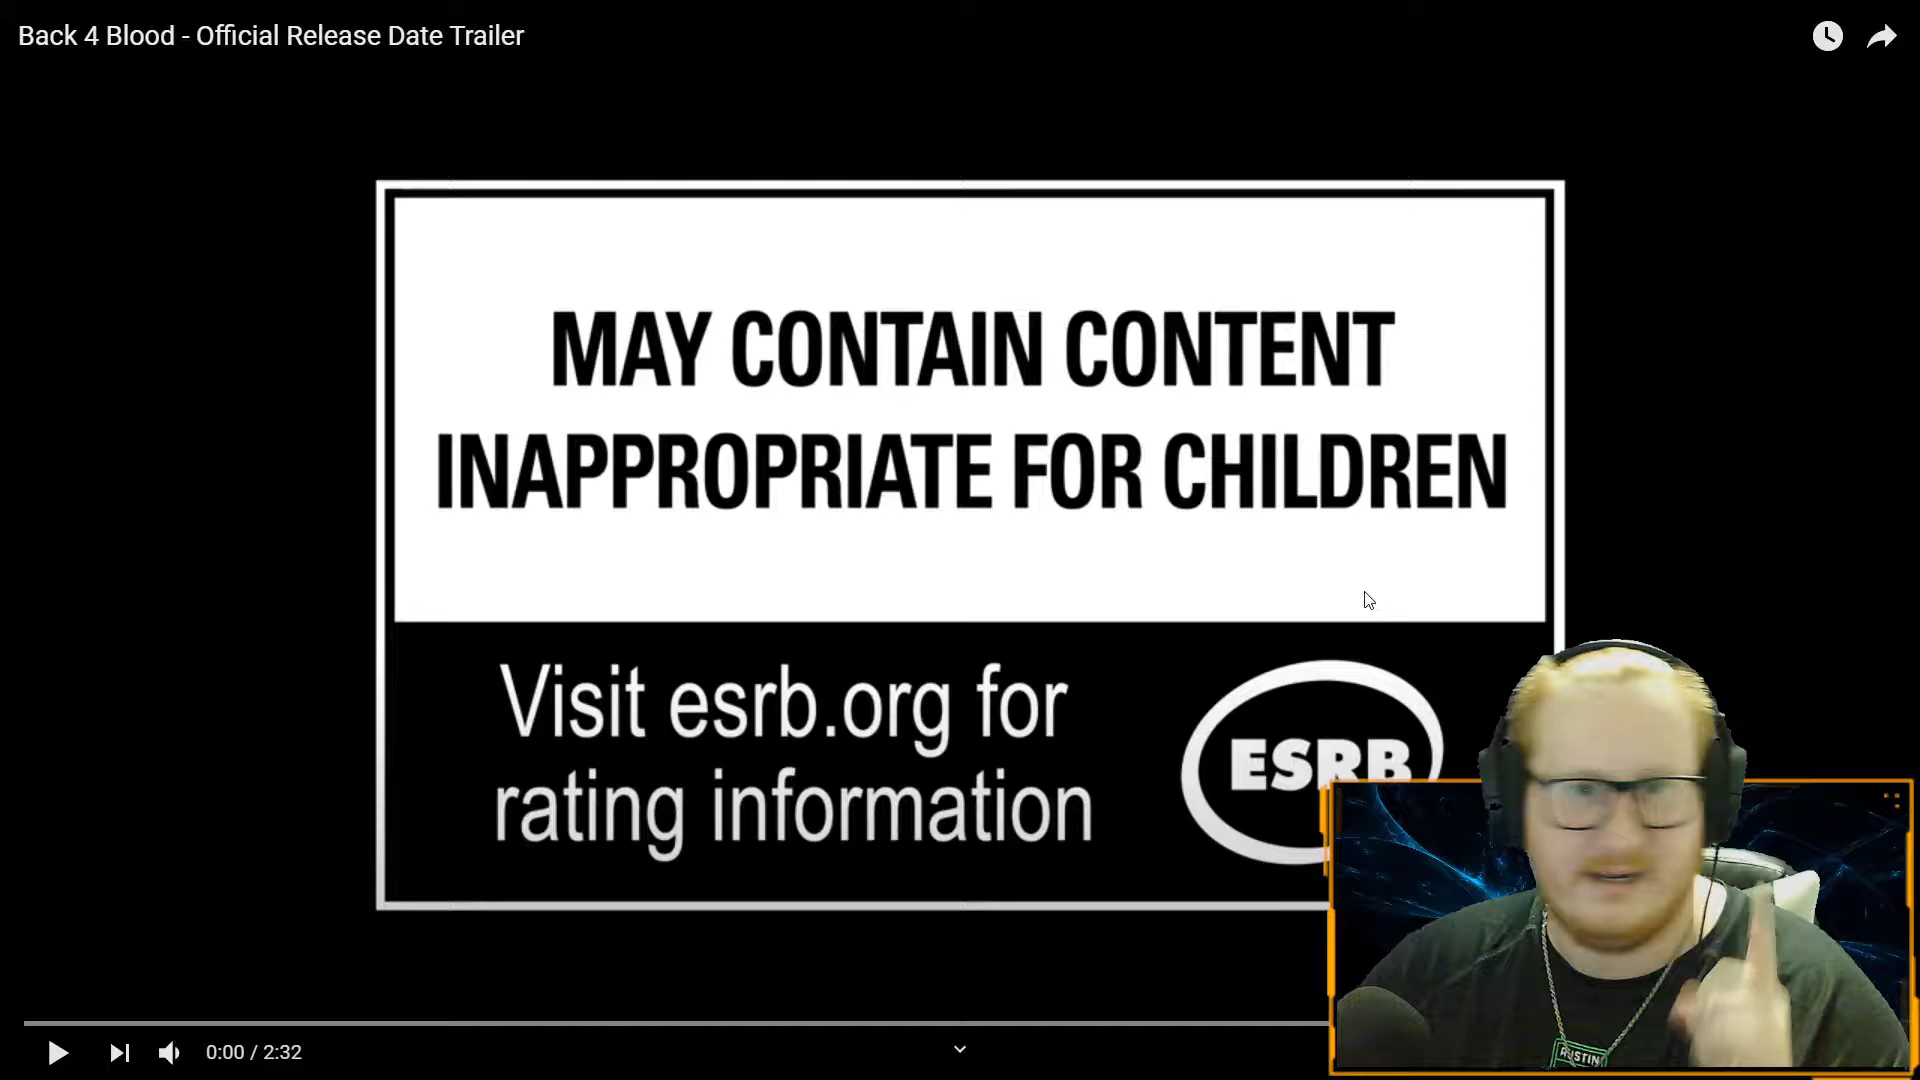 Back 4 Blood - Official Release Date Trailer
MAY CONTAIN CONTENT
INAPPROPRIATE FOR CHILDREN
Visit esrb.org for
rating information
ESRB
0:00 / 2:32